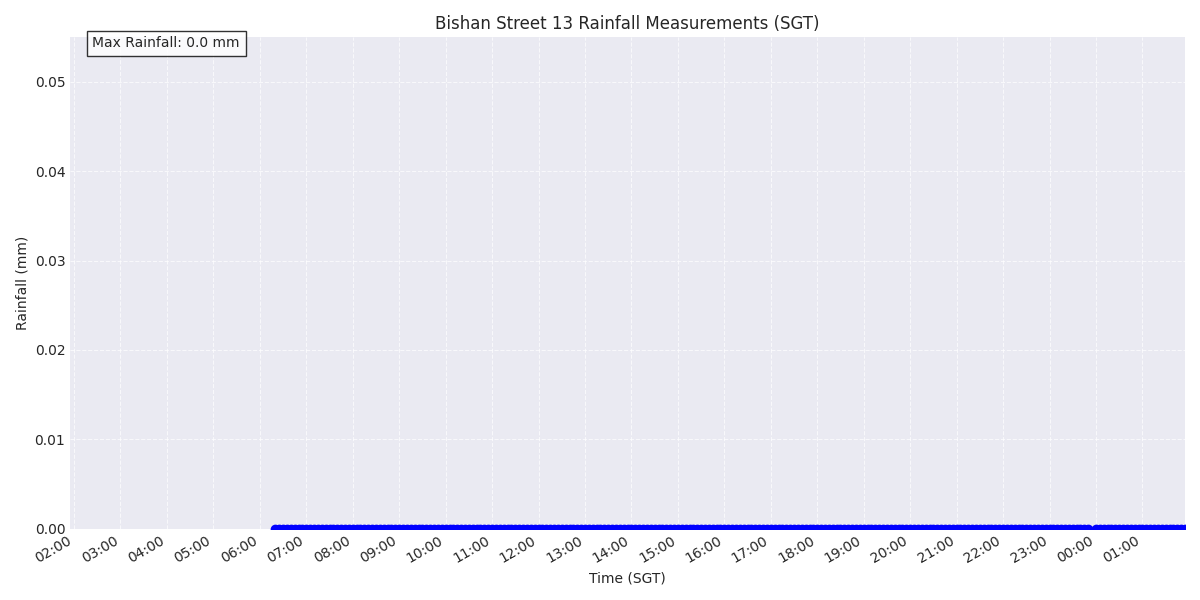 Bishan Street 13 Rainfall Measurements (SGT)
Max Rainfall: 0.0 mm
0.05
0.04
0.03
0.02
0.01
0.00
Rainfall (mm)
02:00 03:00 04:00 05:00 06:00 07:00 08:00 09:00 10:00 11:00 12:00 13:00 14:00 15:00 16:00 17:00 18:00 19:00 20:00 21:00 22:00 23:00 00:00 01:00
Time (SGT)